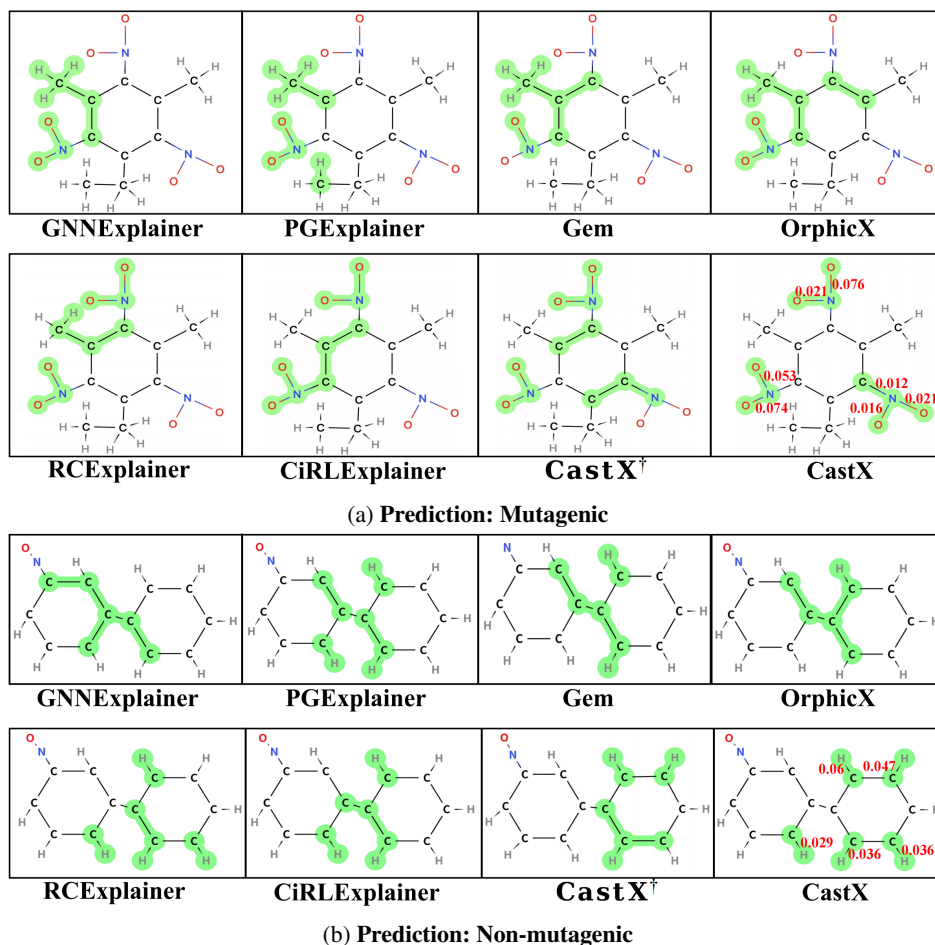 GNNExplainer PGExplainer Gem OrphicX
0.021 0.076
0.053
0.012
0.074 0.016 0.021
RCExplainer CiRLExplainer CastX† CastX
(a) Prediction: Mutagenic
GNNExplainer PGExplainer Gem OrphicX
0.06 0.047
0.029
0.036 0.036
RCExplainer CiRLExplainer CastX† CastX
(b) Prediction: Non-mutagenic